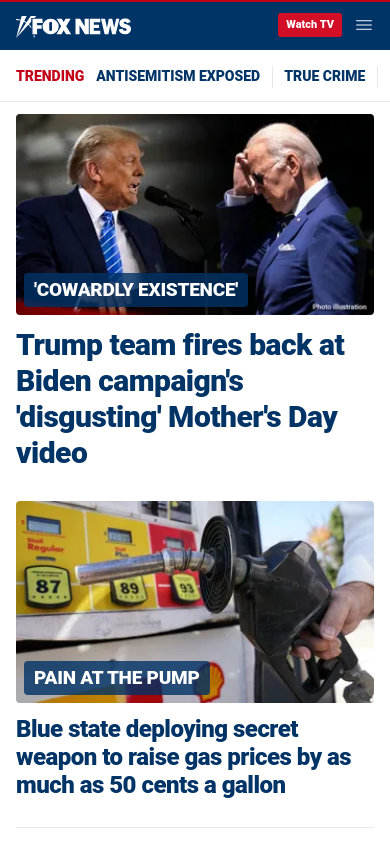 FOX NEWS
Watch TV
TRENDING ANTISEMITISM EXPOSED TRUE CRIME
'COWARDLY EXISTENCE'
Photo illustration
Trump team fires back at
Biden campaign's
'disgusting' Mother's Day
video
Shell
Regular
Shell
Plus
87
89
93
PAIN AT THE PUMP
Blue state deploying secret
weapon to raise gas prices by as
much as 50 cents a gallon